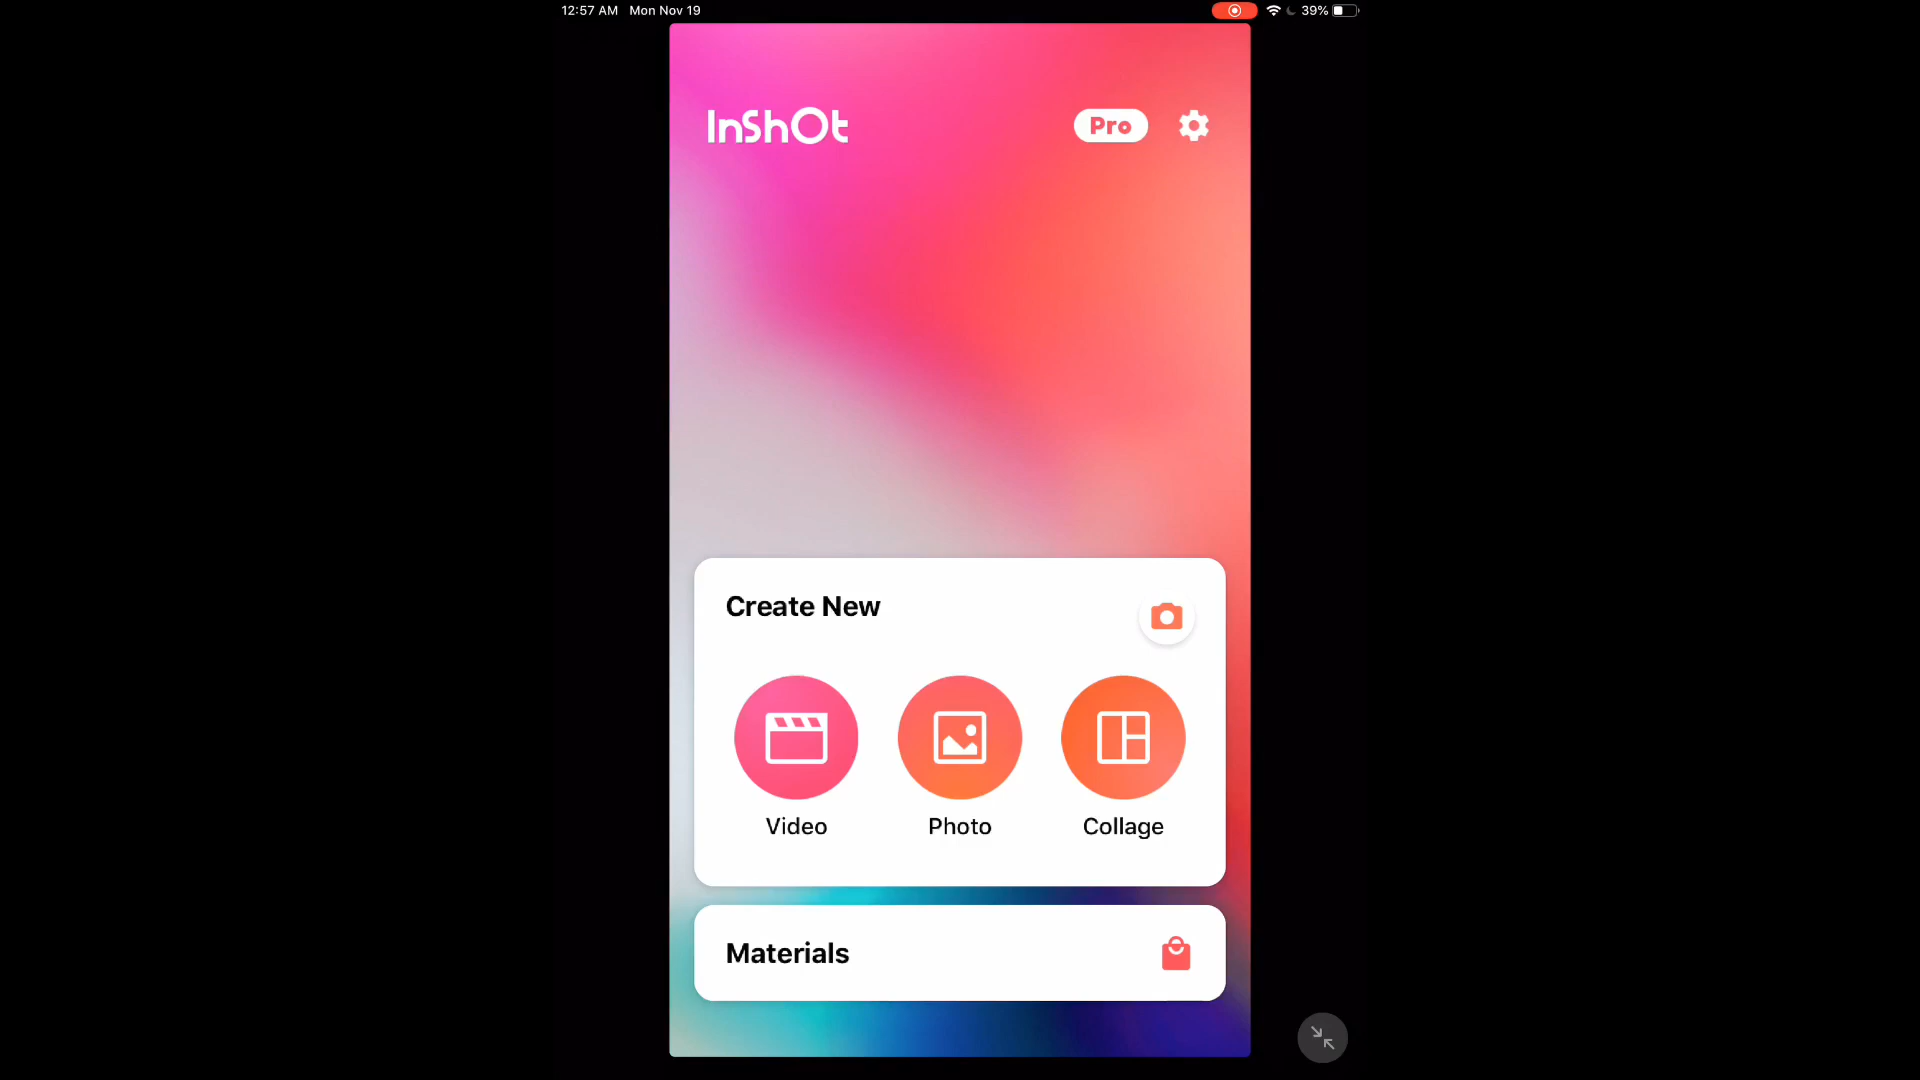 12:57 AM Mon Nov 19
39%
InShOt
Pro
Create New
Video
Photo
Collage
Materials